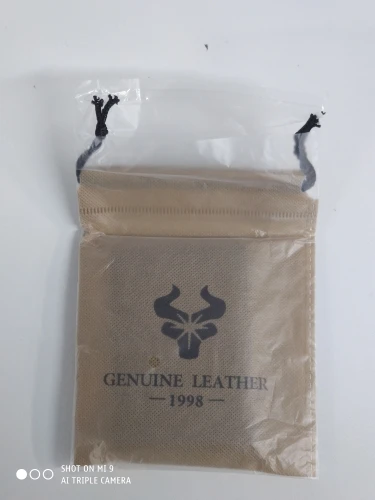 GENUINE LEATHER
1998
SHOT ON MI 9
AI TRIPLE CAMERA